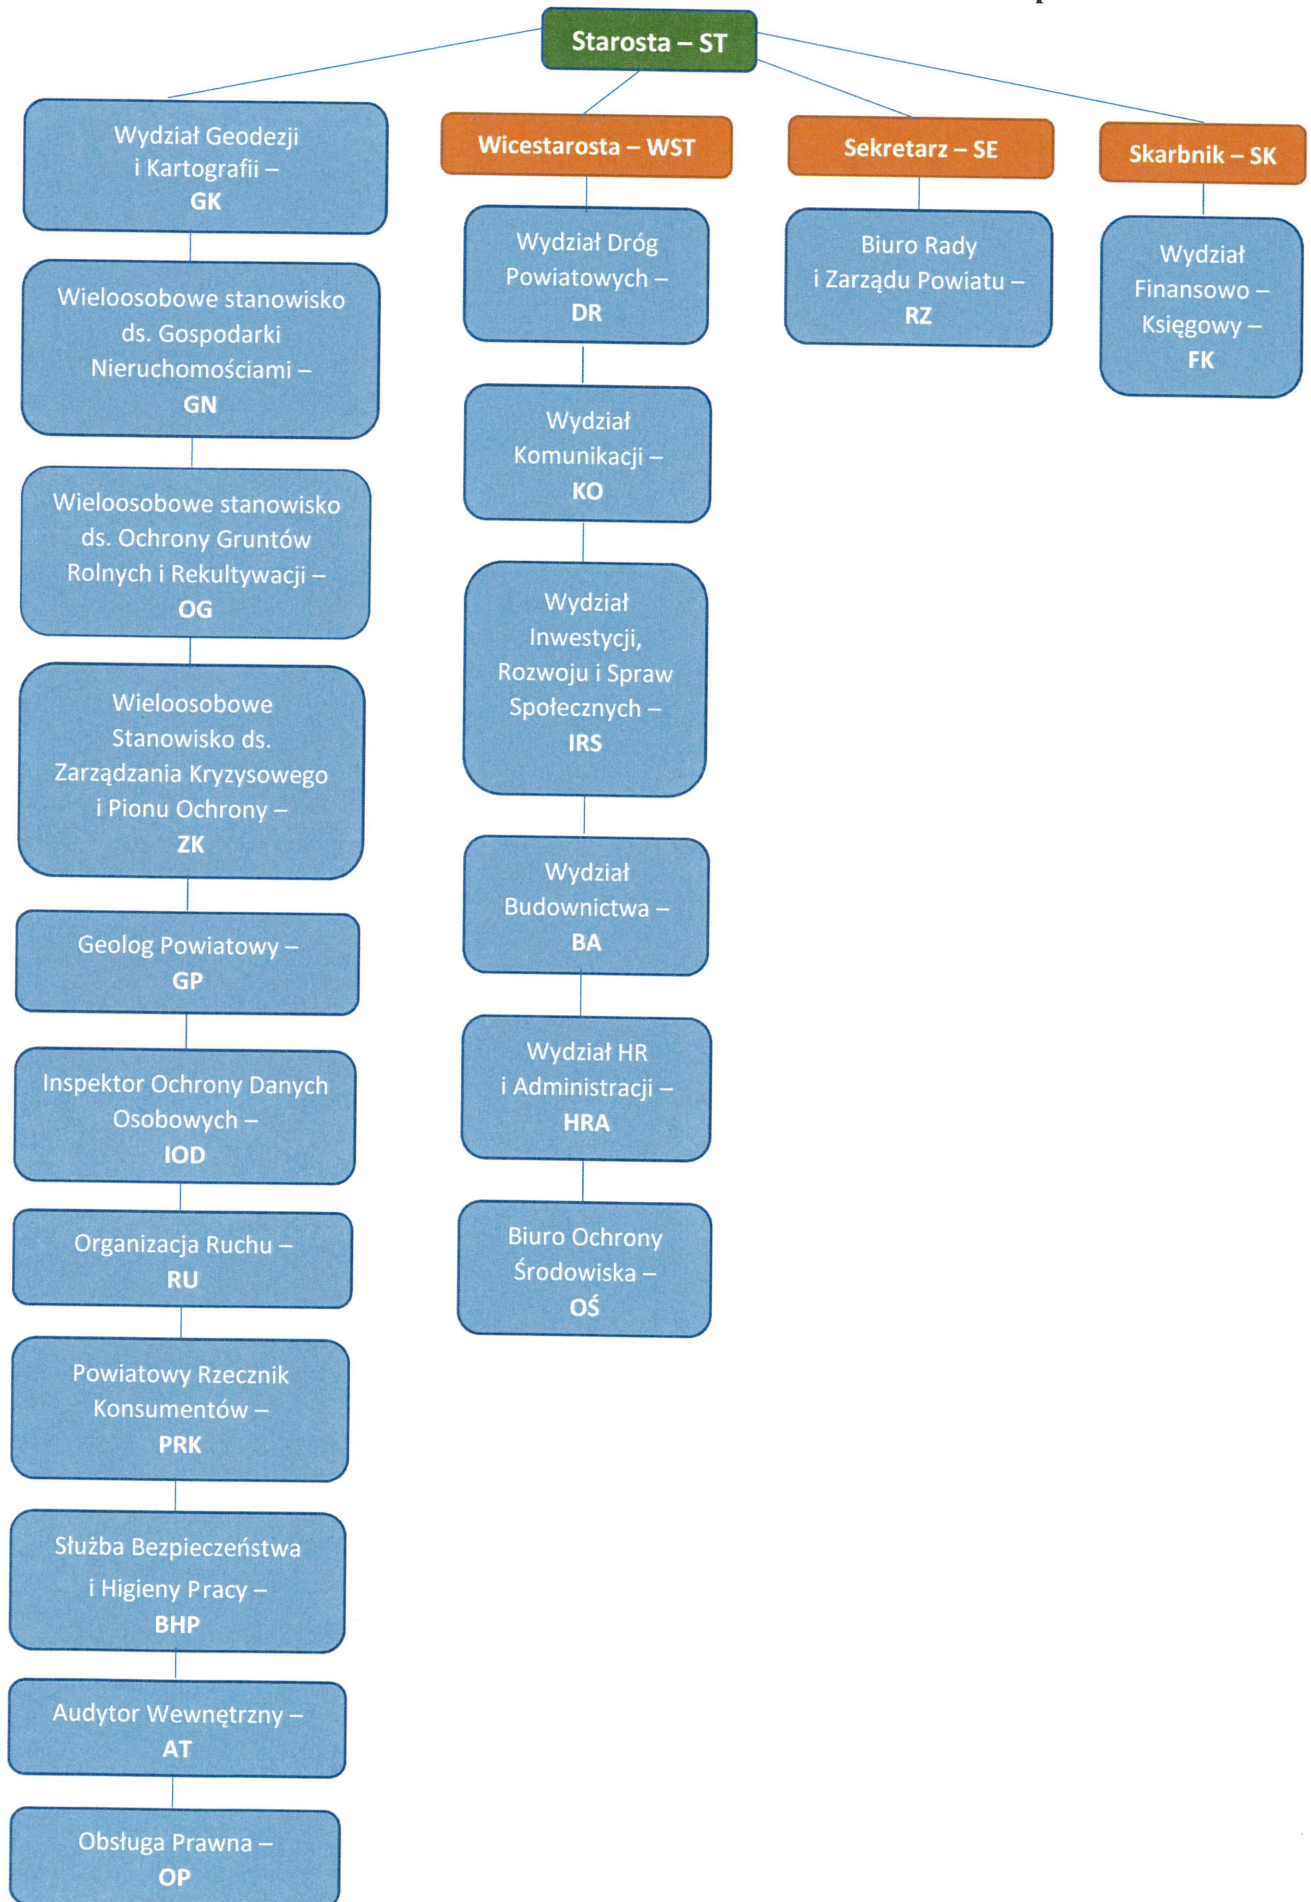 Starosta – ST
Wydział Geodezji
i Kartografii –
GK
Wieloosobowe stanowisko
ds. Gospodarki
Nieruchomościami –
GN
Wieloosobowe stanowisko
ds. Ochrony Gruntów
Rolnych i Rekultywacji –
OG
Wieloosobowe
Stanowisko ds.
Zarządzania Kryzysowego
i Pionu Ochrony –
ZK
Geolog Powiatowy –
GP
Inspektor Ochrony Danych
Osobowych –
IOD
Organizacja Ruchu –
RU
Powiatowy Rzecznik
Konsumentów –
PRK
Służba Bezpieczeństwa
i Higieny Pracy –
BHP
Audytor Wewnętrzny –
AT
Obsługa Prawna –
OP
Wicestarosta – WST
Wydział Dróg
Powiatowych –
DR
Wydział
Komunikacji –
KO
Wydział
Inwestycji,
Rozwoju i Spraw
Społecznych –
IRS
Wydział
Budownictwa –
BA
Wydział HR
i Administracji –
HRA
Biuro Ochrony
Środowiska –
OŚ
Sekretarz – SE
Biuro Rady
i Zarządu Powiatu –
RZ
Skarbnik – SK
Wydział
Finansowo –
Księgowy –
FK